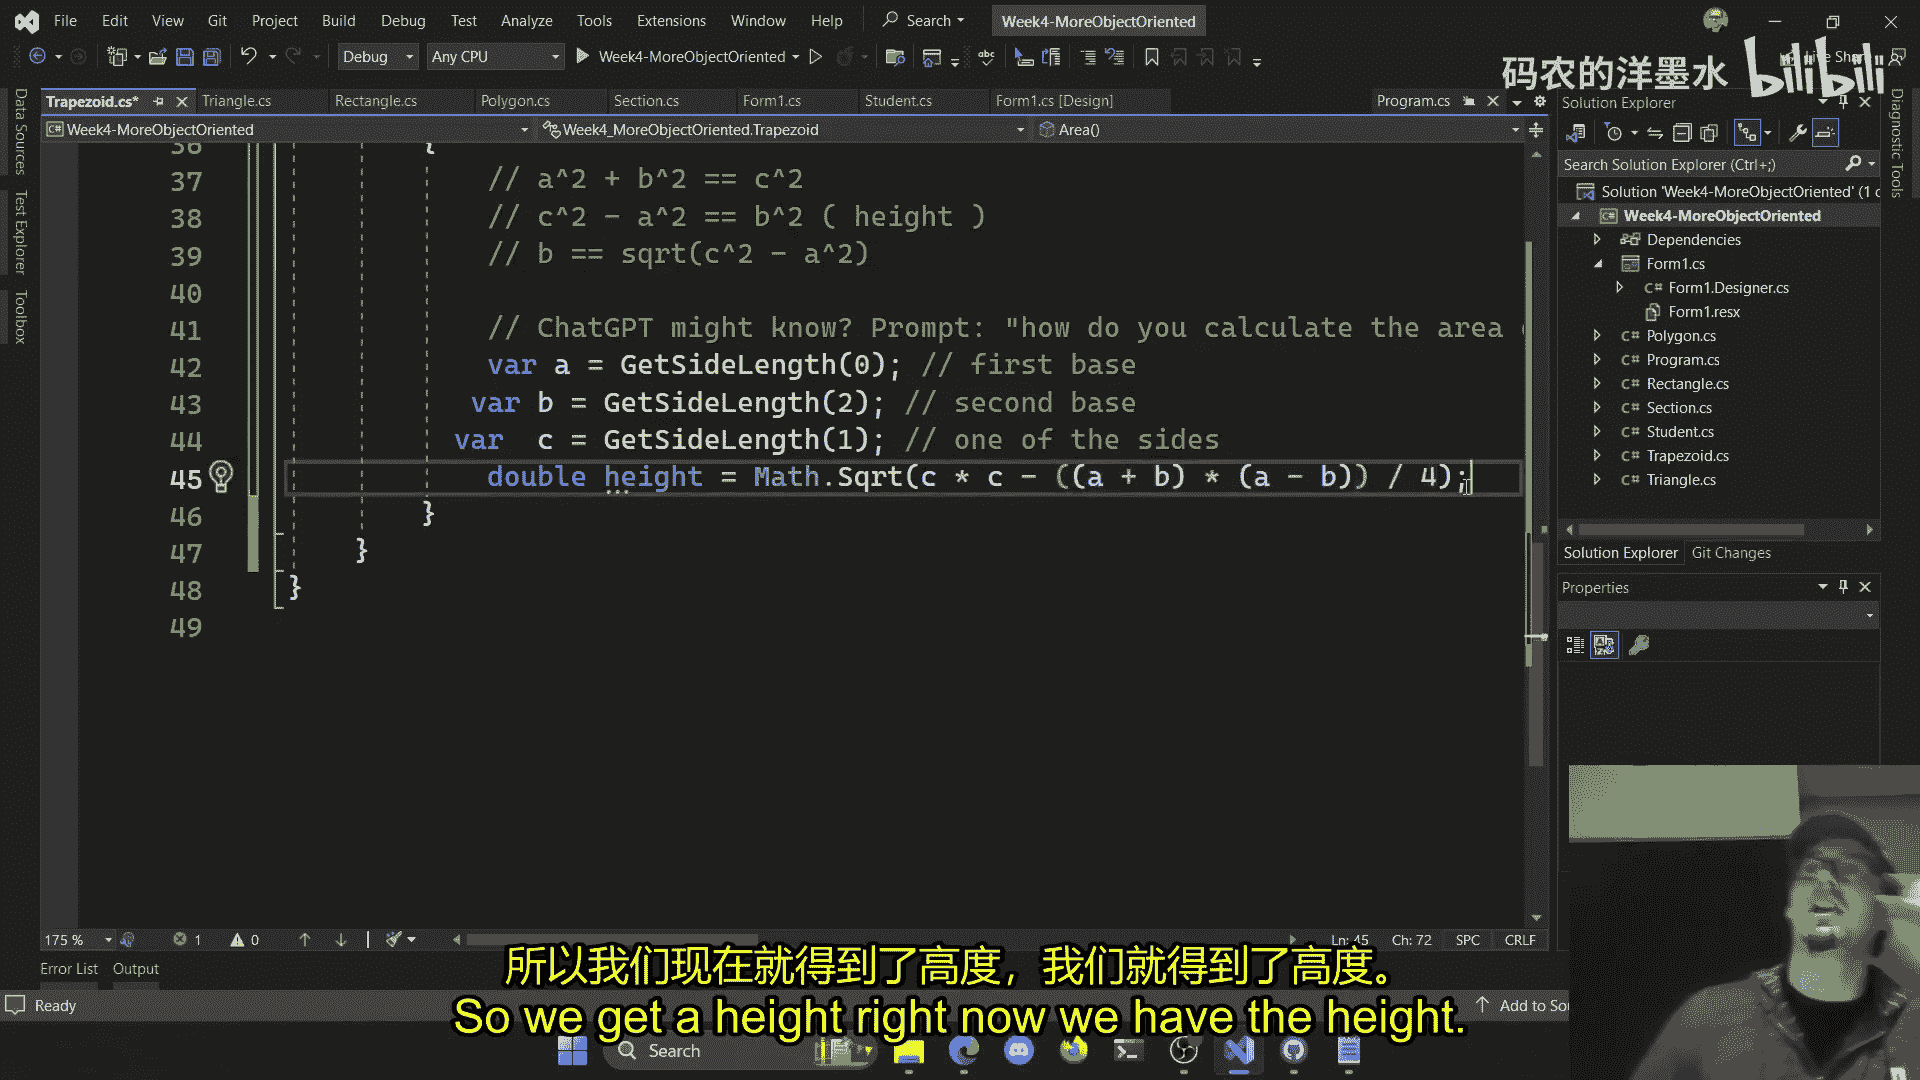 File Edit View Git Project Build Debug Test Analyze Tools Extensions Window Help Search Week4-MoreObjectOriented
Debug Any CPU Week4-MoreObjectOriented
码农的洋墨水 bilibili
Trapezoid.cs* Triangle.cs Rectangle.cs Polygon.cs Section.cs Form1.cs Student.cs Form1.cs [Design] Program.cs
Week4-MoreObjectOriented Week4_MoreObjectOriented.Trapezoid Area()
Data Sources
Test Explorer
Toolbox
36 {
37 // a^2 + b^2 == c^2
38 // c^2 - a^2 == b^2 ( height )
39 // b == sqrt(c^2 - a^2)
40
41 // ChatGPT might know? Prompt: "how do you calculate the area
42 var a = GetSideLength(0); // first base
43 var b = GetSideLength(2); // second base
44 var c = GetSideLength(1); // one of the sides
45 double height = Math.Sqrt(c * c - ((a + b) * (a - b)) / 4);
46 }
47 }
48 }
49
175 % 1 0 Ln: 45 Ch: 72 SPC CRLF
Error List Output
Ready
Solution Explorer
Search Solution Explorer (Ctrl+;)
Solution 'Week4-MoreObjectOriented' (1 c
Week4-MoreObjectOriented
Dependencies
Form1.cs
C# Form1.Designer.cs
Form1.resx
C# Polygon.cs
C# Program.cs
C# Rectangle.cs
C# Section.cs
C# Student.cs
C# Trapezoid.cs
C# Triangle.cs
Solution Explorer Git Changes
Properties
Diagnostic Tools
Add to So
所以我们现在就得到了高度，我们就得到了高度。
So we get a height right now we have the height.
Search